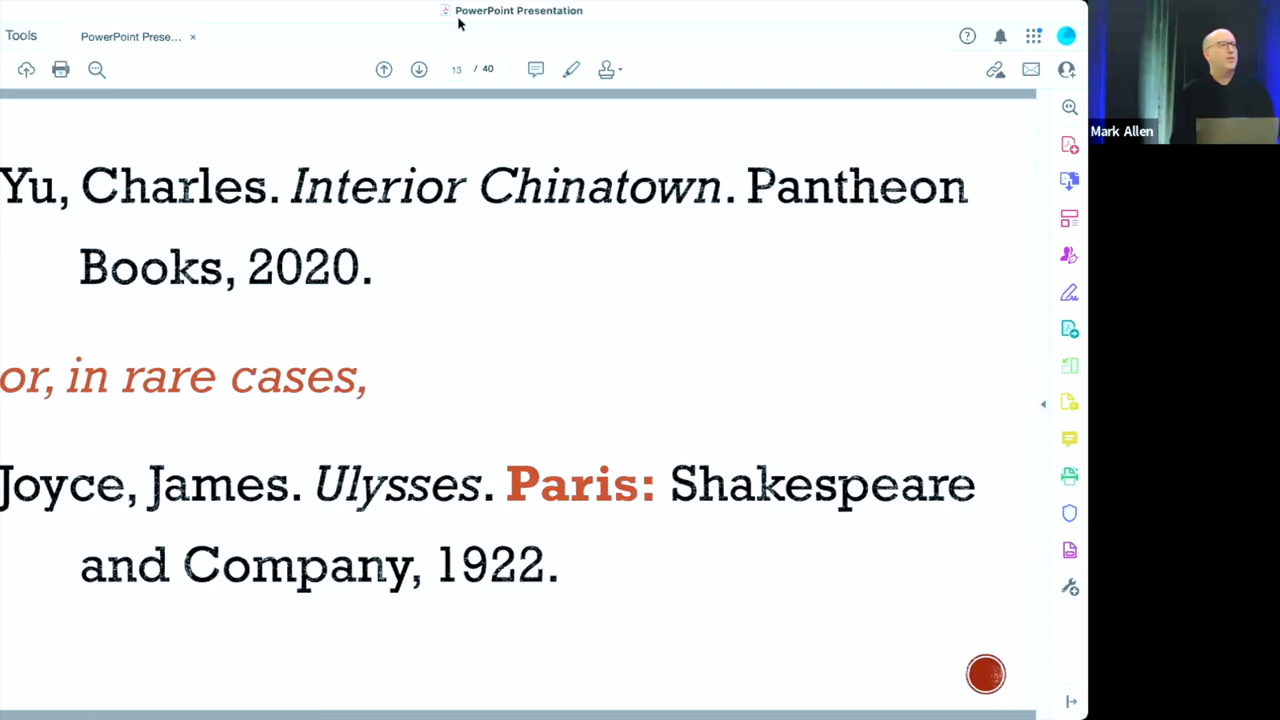 PowerPoint Presentation
Tools
PowerPoint Prese... ×
13 / 40
Yu, Charles. Interior Chinatown. Pantheon
Books, 2020.
or, in rare cases,
Joyce, James. Ulysses. Paris: Shakespeare
and Company, 1922.
Mark Allen